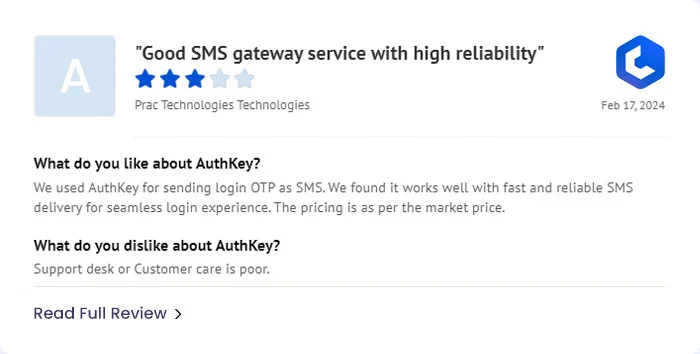 A
"Good SMS gateway service with high reliability"
Prac Technologies Technologies
Feb 17, 2024
What do you like about AuthKey?
We used AuthKey for sending login OTP as SMS. We found it works well with fast and reliable SMS
delivery for seamless login experience. The pricing is as per the market price.
What do you dislike about AuthKey?
Support desk or Customer care is poor.
Read Full Review